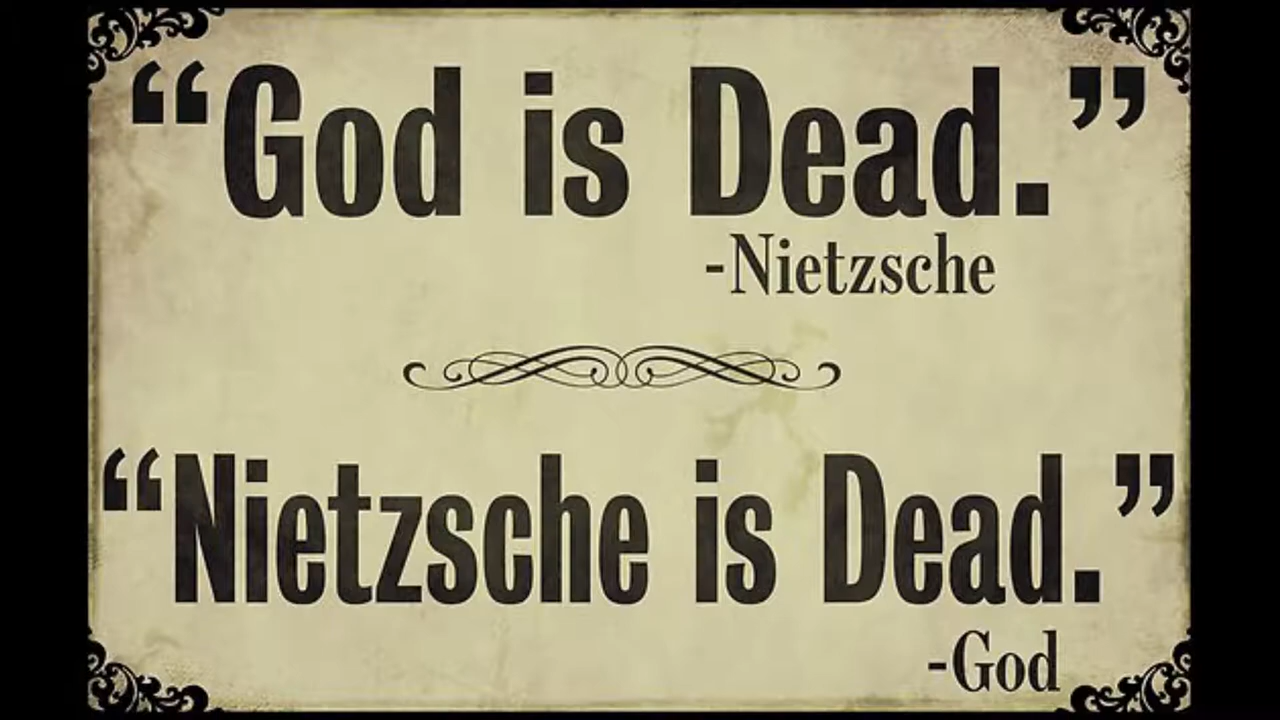 “God is Dead.”
-Nietzsche
“Nietzsche is Dead.”
-God